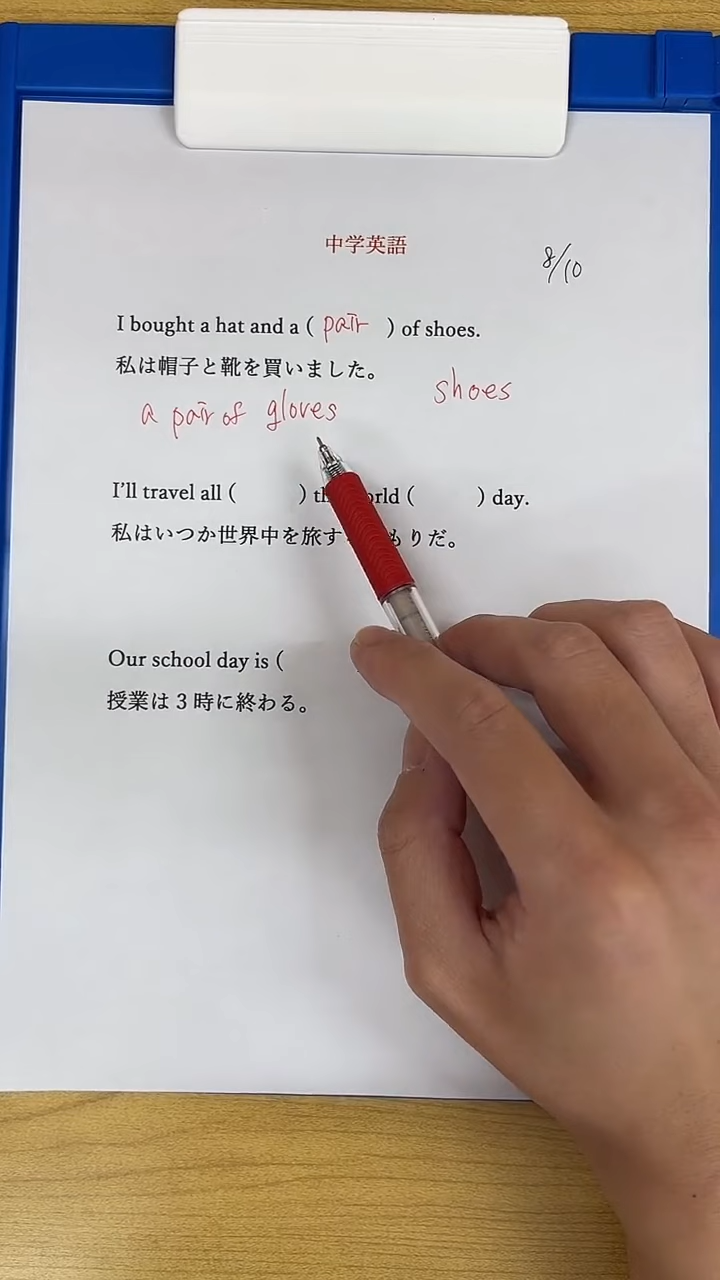 中学英語
8/10
I bought a hat and a ( pair ) of shoes.
私は帽子と靴を買いました。
shoes
a pair of gloves
I'll travel all ( ) ( ) day.
私はいつか世界中を旅す もりだ。
Our school day is (
授業は3時に終わる。